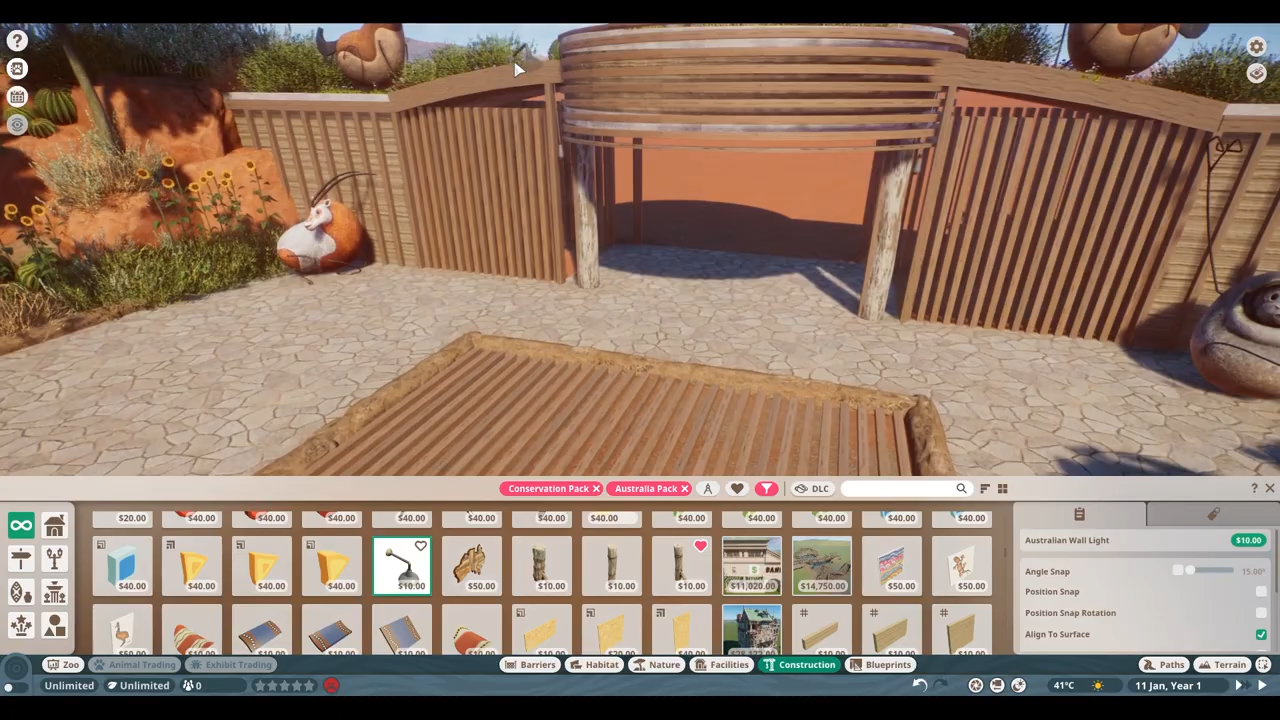 ?
Conservation Pack ✕ Australia Pack ✕ DLC
? ✕
$20.00 $40.00 $40.00 $40.00 $40.00 $40.00 $40.00 $40.00 $40.00 $40.00 $40.00 $40.00 $40.00
$40.00 $40.00 $40.00 $40.00 $10.00 $50.00 $10.00 $10.00 $10.00 $11,020.00 $14,750.00 $50.00 $50.00
Australian Wall Light $10.00
Angle Snap 15.00°
Position Snap
Position Snap Rotation
Align To Surface
Zoo Animal Trading Exhibit Trading Barriers Habitat Nature Facilities Construction Blueprints Paths Terrain
Unlimited Unlimited 0 41°C 11 Jan, Year 1